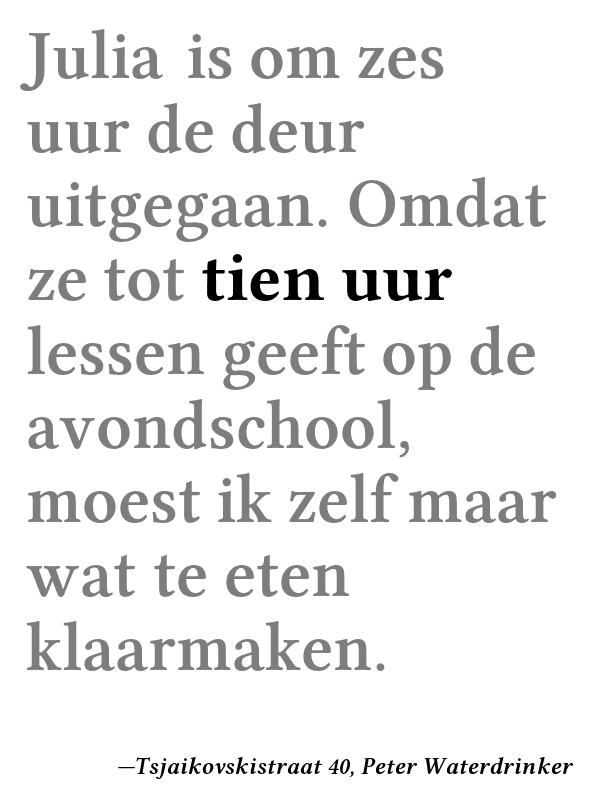 Julia is om zes
uur de deur
uitgegaan. Omdat
ze tot tien uur
lessen geeft op de
avondschool,
moest ik zelf maar
wat te eten
klaarmaken.
—Tsjaikovskistraat 40, Peter Waterdrinker